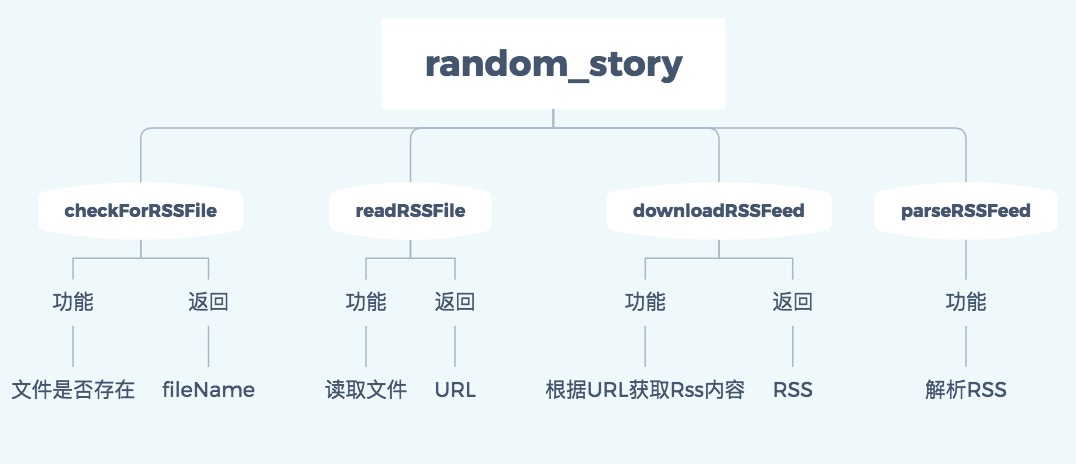 random_story
checkForRSSFile
readRSSFile
downloadRSSFeed
parseRSSFeed
功能
返回
功能
返回
功能
返回
功能
文件是否存在
fileName
读取文件
URL
根据URL获取Rss内容
RSS
解析RSS